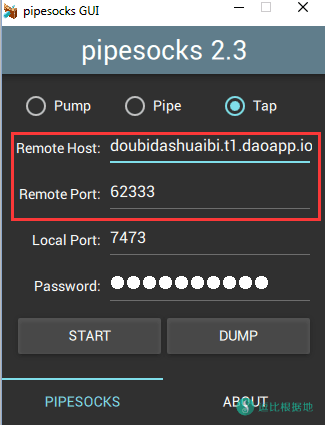 pipesocks GUI
pipesocks 2.3
Pump Pipe Tap
Remote Host: doubidashuaibi.t1.daoapp.io
Remote Port: 62333
Local Port: 7473
Password: ●●●●●●●●●●●
START DUMP
PIPESOCKS ABOUT
逗比根据地